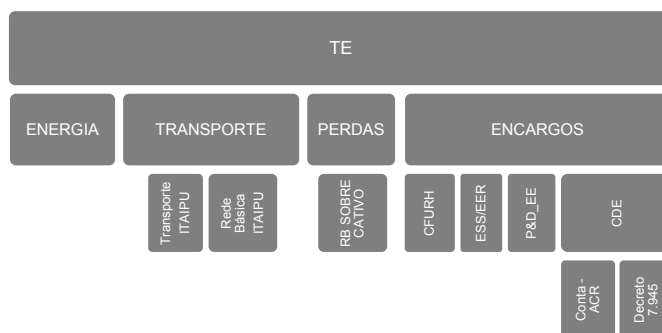 TE
ENERGIA
TRANSPORTE
PERDAS
ENCARGOS
Transporte
ITAIPU
Rede
Básica
ITAIPU
RB SOBRE
CATIVO
CFURH
ESS/EER
P&D_EE
CDE
Conta -
ACR
Decreto
7.945